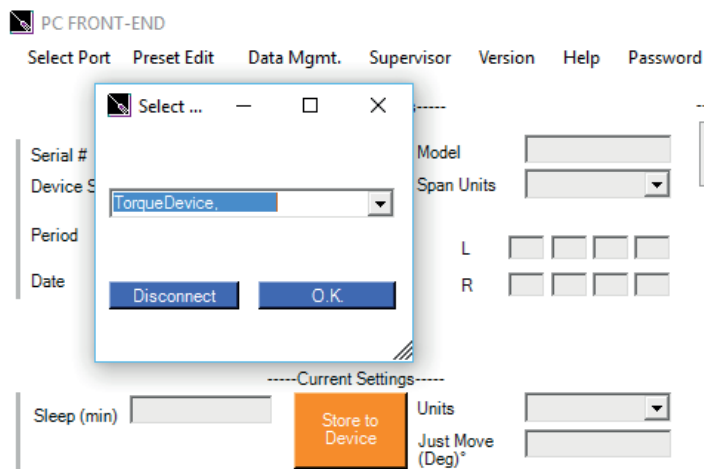 PC FRONT-END
Select Port Preset Edit Data Mgmt. Supervisor Version Help Password
Select ...
Serial # Model
Device S Span Units
TorqueDevice,
Period L
Date R
Disconnect O.K.
-----Current Settings-----
Sleep (min) Store to Device Units
Just Move (Deg)°